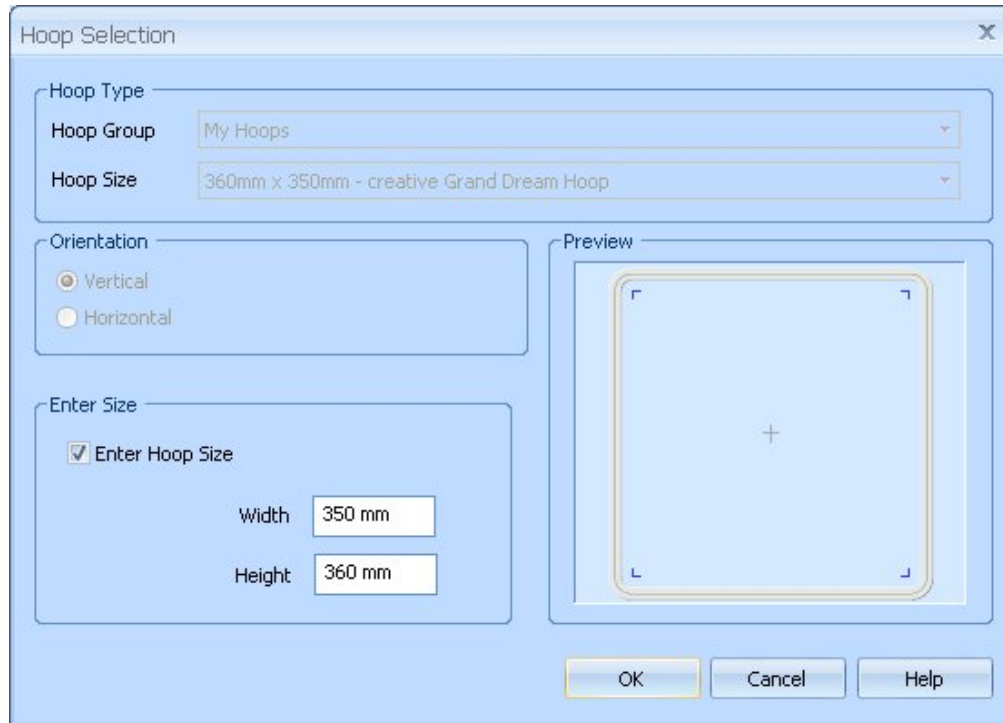 Hoop Selection
Hoop Type
Hoop Group My Hoops
Hoop Size 360mm x 350mm - creative Grand Dream Hoop
Orientation
Vertical
Horizontal
Preview
Enter Size
Enter Hoop Size
Width 350 mm
Height 360 mm
OK Cancel Help